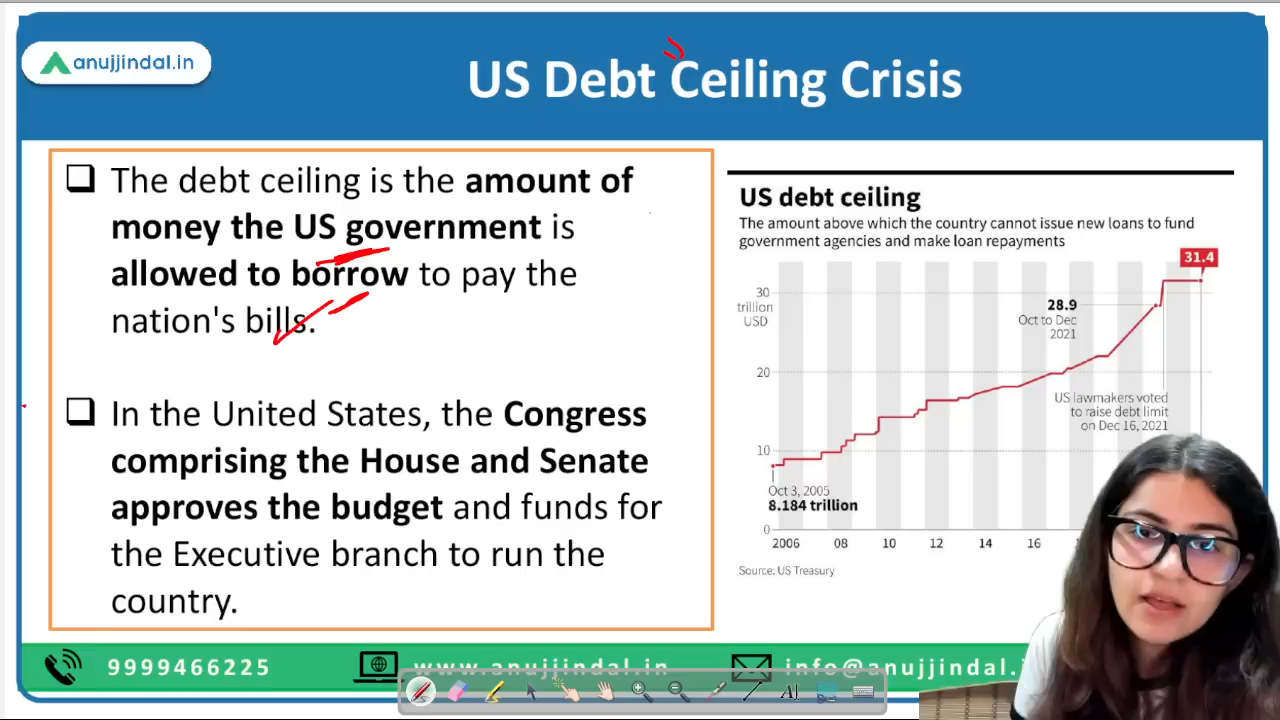 anujjindal.in
US Debt Ceiling Crisis
The debt ceiling is the amount of
money the US government is
allowed to borrow to pay the
nation's bills.
In the United States, the Congress
comprising the House and Senate
approves the budget and funds for
the Executive branch to run the
country.
US debt ceiling
The amount above which the country cannot issue new loans to fund
government agencies and make loan repayments
31.4
30
trillion
USD
28.9
Oct to Dec
2021
20
US lawmakers voted
to raise debt limit
on Dec 16, 2021
10
Oct 3, 2005
8.184 trillion
0
2006 08 10 12 14 16
Source: US Treasury
9999466225 www.anujjindal.in info@anujjindal.i
AI